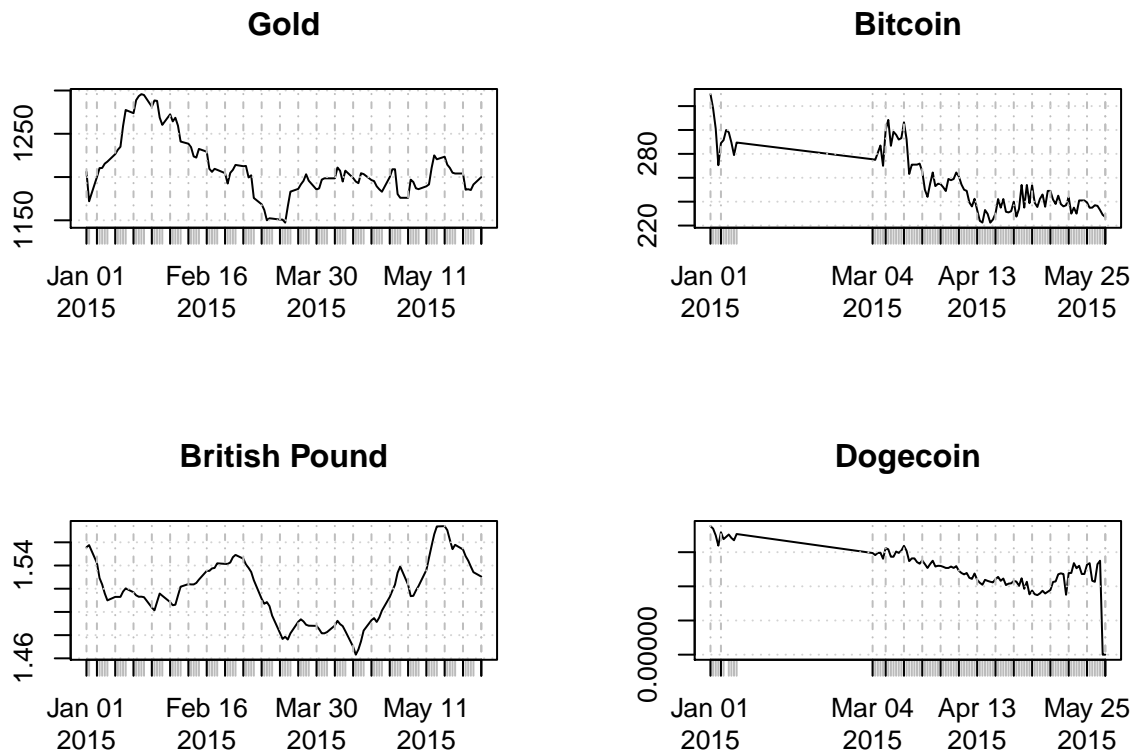 Gold
1250
1150
Jan 01 Feb 16 Mar 30 May 11
2015 2015 2015 2015
Bitcoin
280
220
Jan 01 Mar 04 Apr 13 May 25
2015 2015 2015 2015
British Pound
1.54
1.46
Jan 01 Feb 16 Mar 30 May 11
2015 2015 2015 2015
Dogecoin
0.00000
Jan 01 Mar 04 Apr 13 May 25
2015 2015 2015 2015